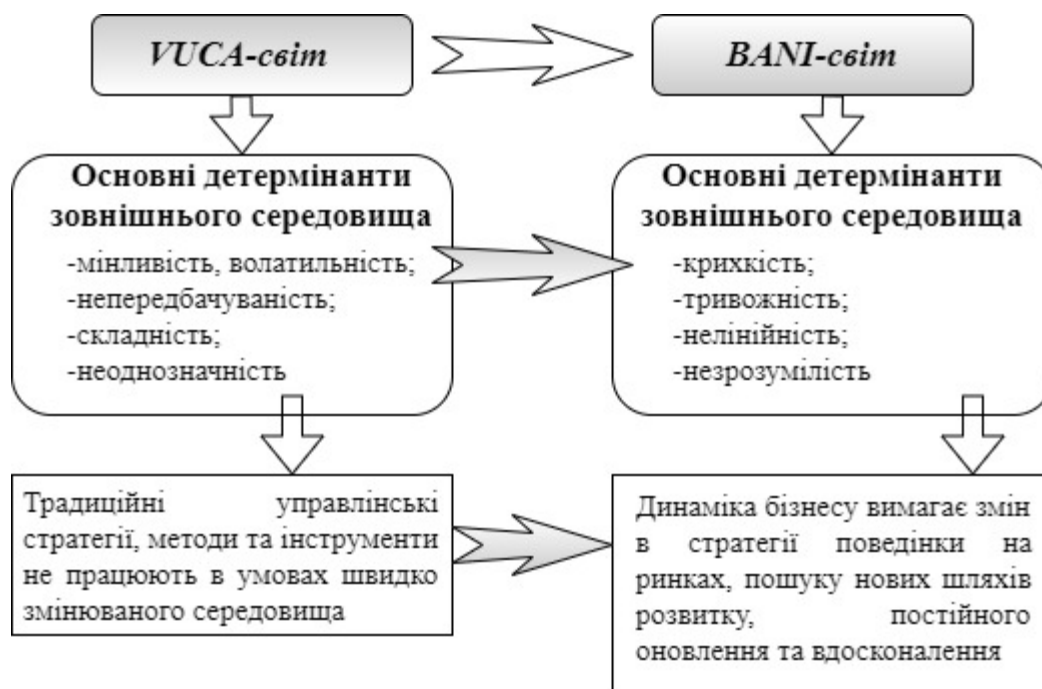 VUCA-світ
BANI-світ
Основні детермінанти
зовнішнього середовища
-мінливість, волатильність;
-непередбачуваність;
-складність;
-неоднозначність
Основні детермінанти
зовнішнього середовища
-крихкість;
-тривожність;
-нелінійність;
-незрозумілість
Традиційні управлінські
стратегії, методи та інструменти
не працюють в умовах швидко
змінюваного середовища
Динаміка бізнесу вимагає змін
в стратегії поведінки на
ринках, пошуку нових шляхів
розвитку, постійного
оновлення та вдосконалення